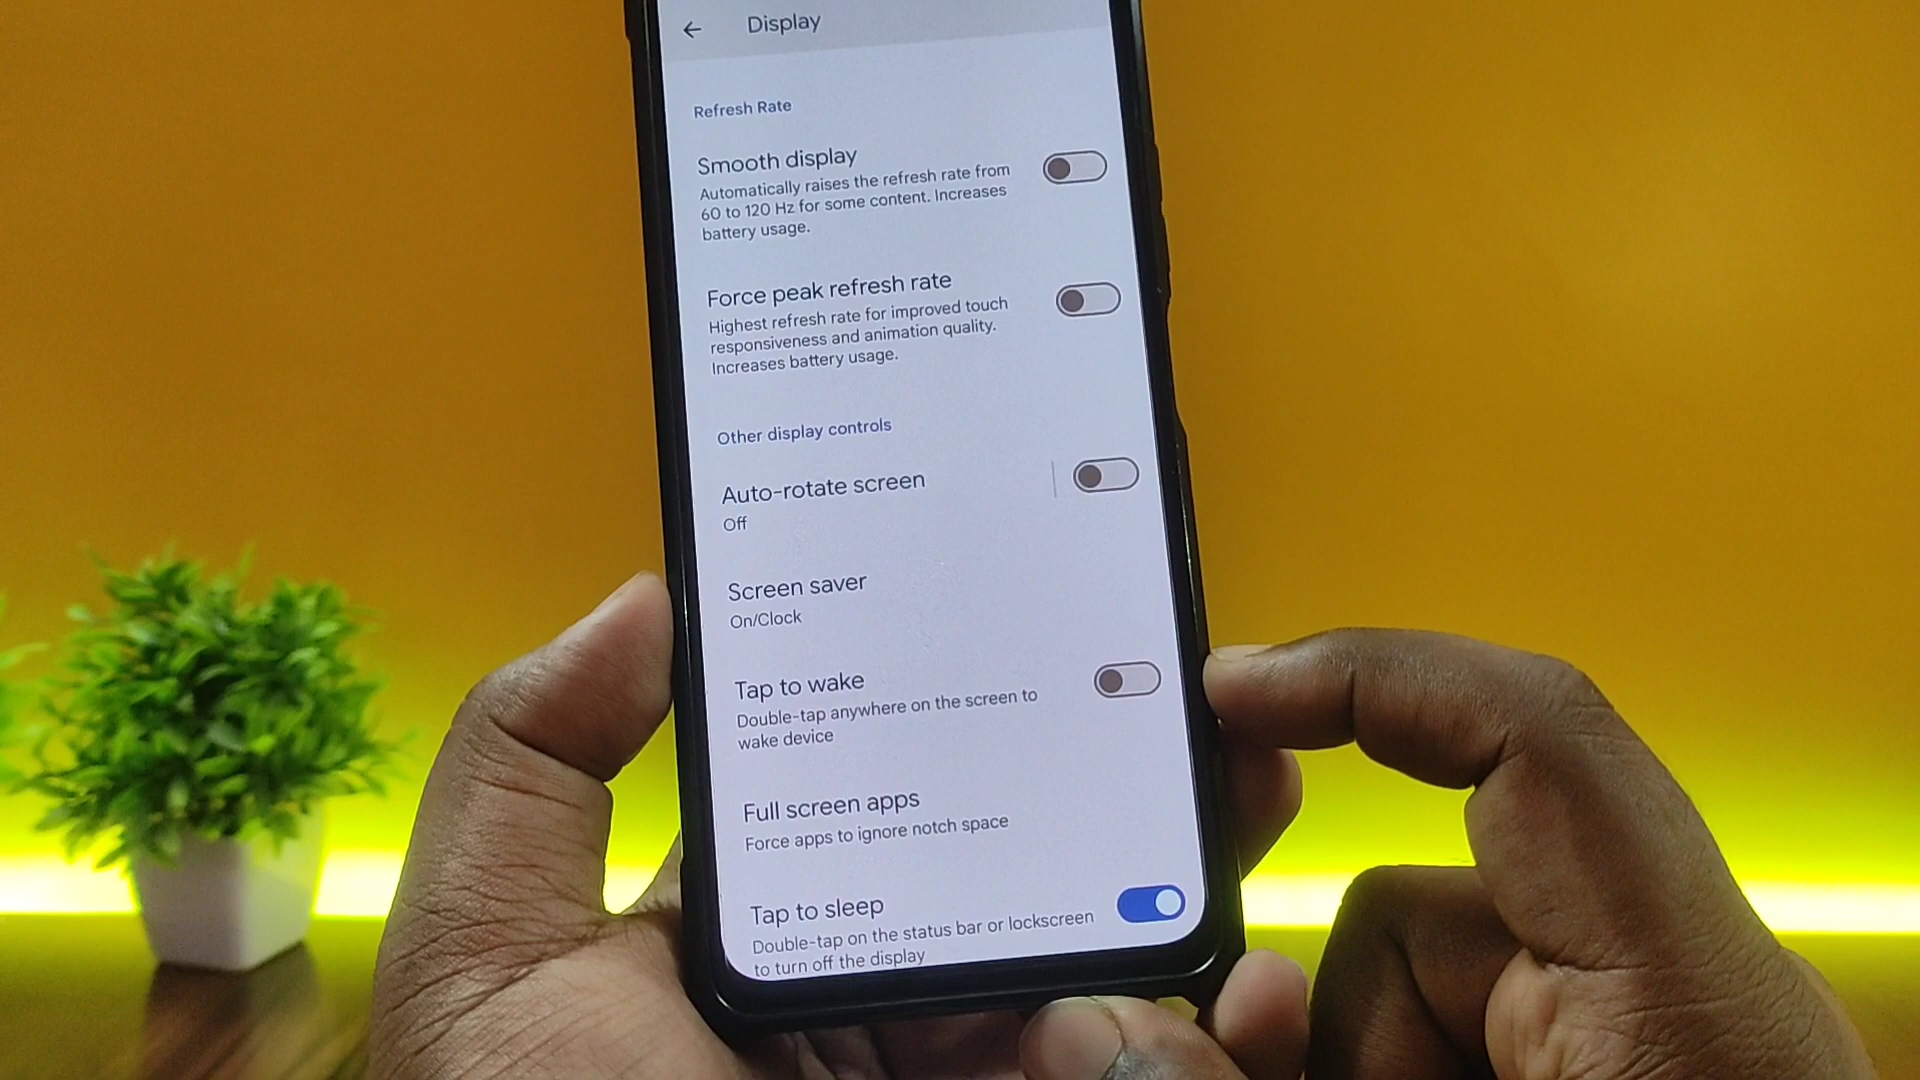 Display
Refresh Rate
Smooth display
Automatically raises the refresh rate from
60 to 120 Hz for some content. Increases
battery usage.
Force peak refresh rate
Highest refresh rate for improved touch
responsiveness and animation quality.
Increases battery usage.
Other display controls
Auto-rotate screen
Off
Screen saver
On/Clock
Tap to wake
Double-tap anywhere on the screen to
wake device
Full screen apps
Force apps to ignore notch space
Tap to sleep
Double-tap on the status bar or lockscreen
to turn off the display